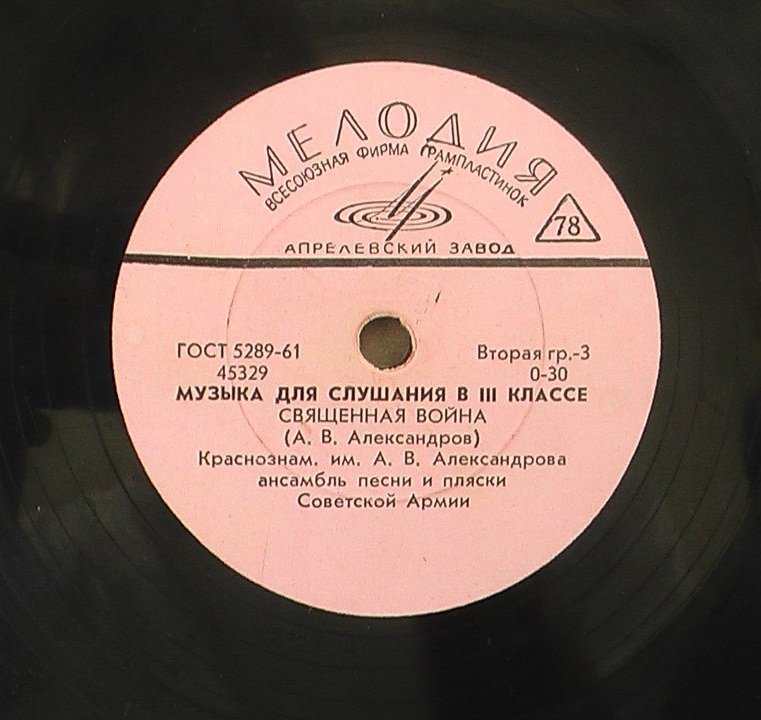 МЕЛОДИЯ
ВСЕСОЮЗНАЯ ФИРМА ГРАМПЛАСТИНОК
78
АПРЕЛЕВСКИЙ ЗАВОД
ГОСТ 5289-61 Вторая гр.-3
45329 0-30
МУЗЫКА ДЛЯ СЛУШАНИЯ В III КЛАССЕ
СВЯЩЕННАЯ ВОЙНА
(А. В. Александров)
Краснознам. им. А. В. Александрова
ансамбль песни и пляски
Советской Армии